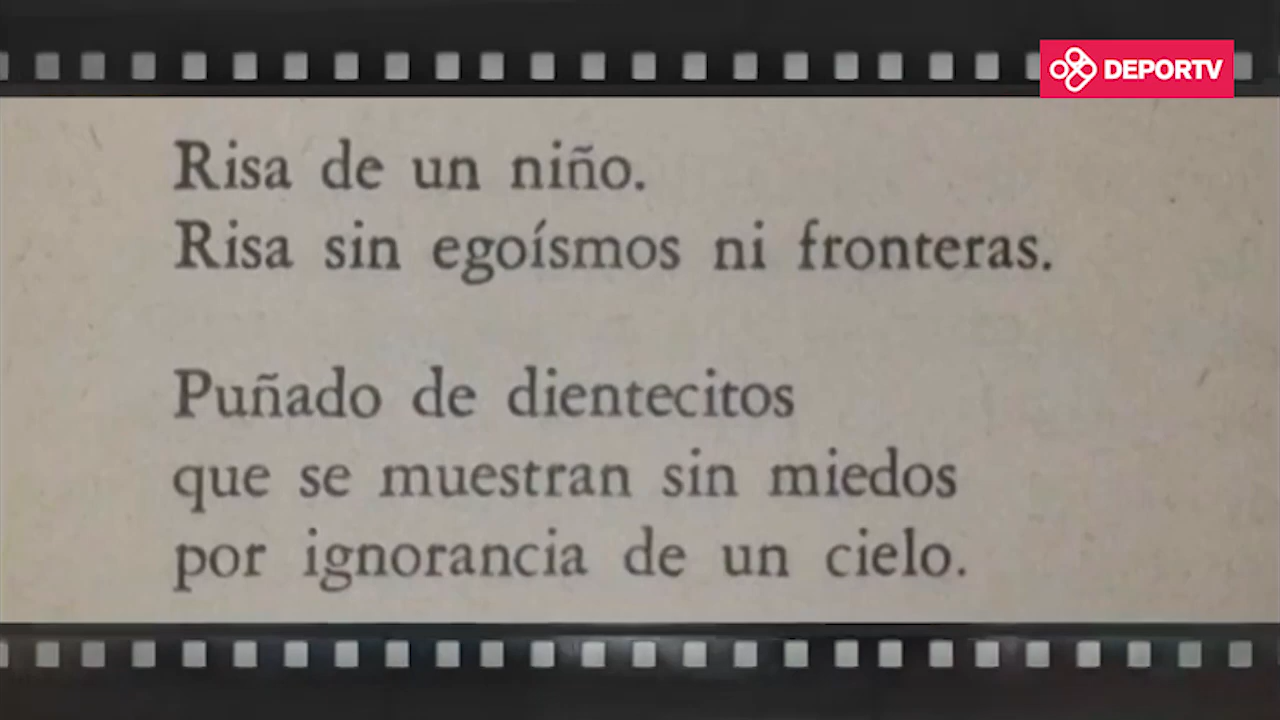 DEPORTV
Risa de un niño.
Risa sin egoísmos ni fronteras.
Puñado de dientecitos
que se muestran sin miedos
por ignorancia de un cielo.